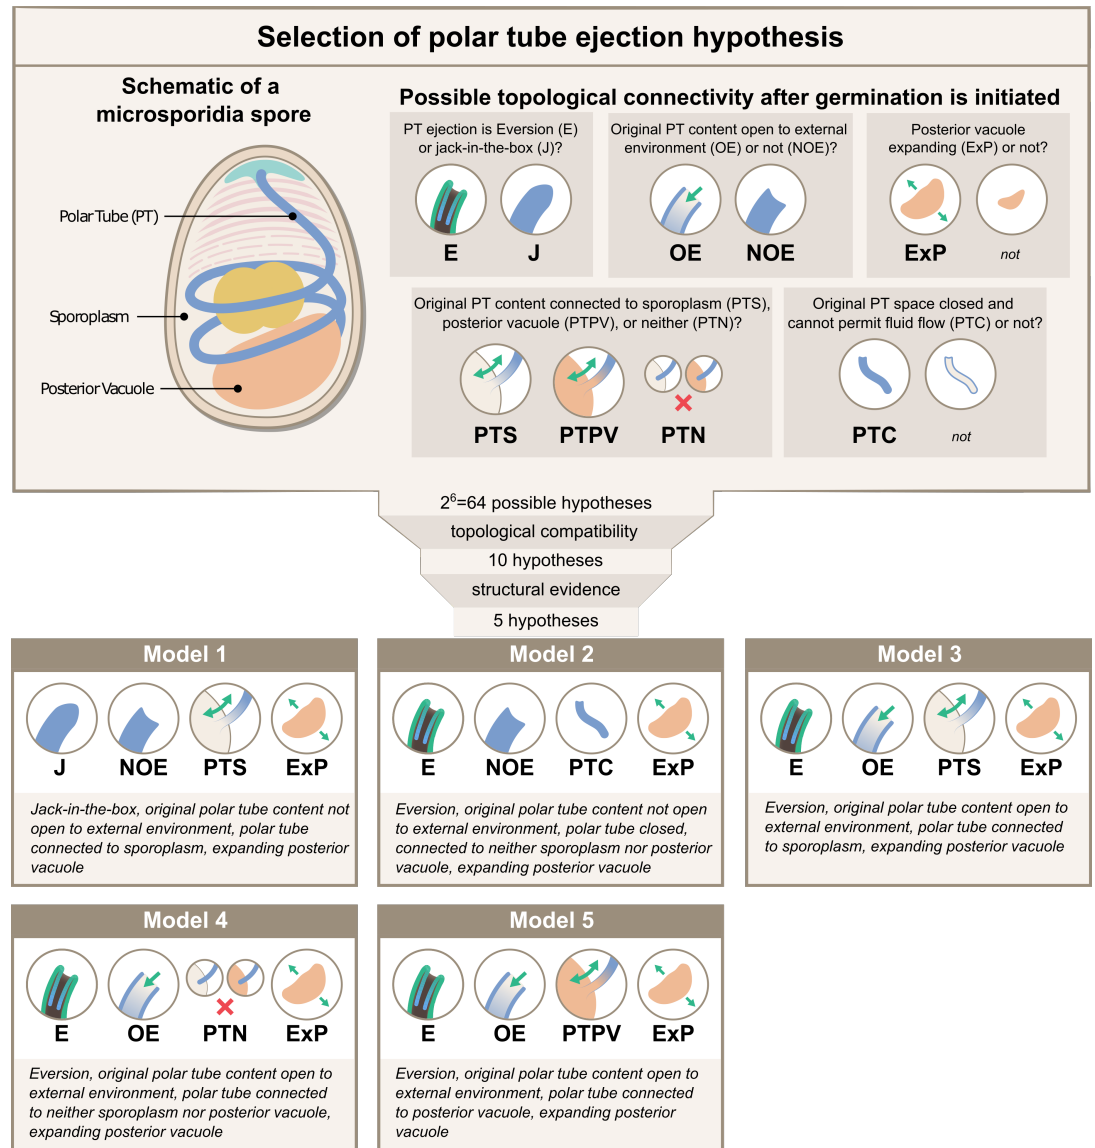 Selection of polar tube ejection hypothesis
Schematic of a
microsporidia spore
Polar Tube (PT)
Sporoplasm
Posterior Vacuole
Possible topological connectivity after germination is initiated
PT ejection is Eversion (E)
or jack-in-the-box (J)?
E
J
Original PT content open to external
environment (OE) or not (NOE)?
OE
NOE
Posterior vacuole
expanding (ExP) or not?
ExP
not
Original PT content connected to sporoplasm (PTS),
posterior vacuole (PTPV), or neither (PTN)?
PTS
PTPV
PTN
Original PT space closed and
cannot permit fluid flow (PTC) or not?
PTC
not
2⁶=64 possible hypotheses
topological compatibility
10 hypotheses
structural evidence
5 hypotheses
Model 1
J
NOE
PTS
ExP
Jack-in-the-box, original polar tube content not
open to external environment, polar tube
connected to sporoplasm, expanding posterior
vacuole
Model 2
E
NOE
PTC
ExP
Eversion, original polar tube content not open
to external environment, polar tube closed,
connected to neither sporoplasm nor posterior
vacuole, expanding posterior vacuole
Model 3
E
OE
PTS
ExP
Eversion, original polar tube content open to
external environment, polar tube connected
to sporoplasm, expanding posterior vacuole
Model 4
E
OE
PTN
ExP
Eversion, original polar tube content open to
external environment, polar tube connected
to neither sporoplasm nor posterior vacuole,
expanding posterior vacuole
Model 5
E
OE
PTPV
ExP
Eversion, original polar tube content open to
external environment, polar tube connected
to posterior vacuole, expanding posterior
vacuole